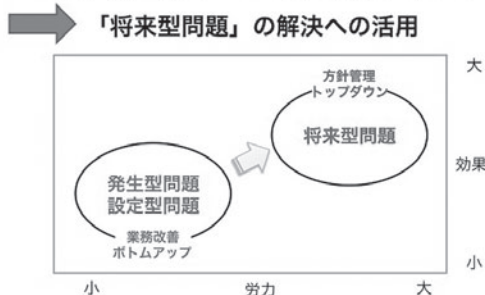 「将来型問題」の解決への活用
方針管理
トップダウン
将来型問題
発生型問題
設定型問題
業務改善
ボトムアップ
大
効果
小
小 労力 大